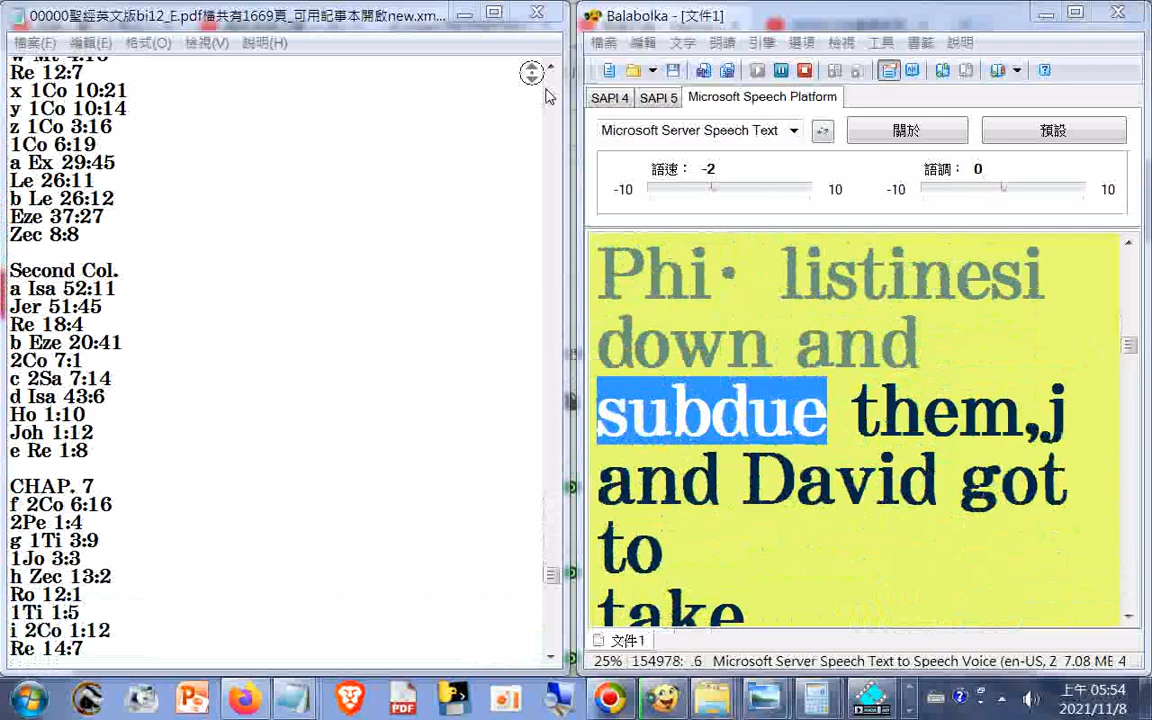 00000聖經英文版bi12_E.pdf檔共有1669頁_可用記事本開啟new.xm...
檔案(F) 編輯(E) 格式(O) 檢視(V) 說明(H)
w Mt 4:10
Re 12:7
x 1Co 10:21
y 1Co 10:14
z 1Co 3:16
1Co 6:19
a Ex 29:45
Le 26:11
b Le 26:12
Eze 37:27
Zec 8:8
Second Col.
a Isa 52:11
Jer 51:45
Re 18:4
b Eze 20:41
2Co 7:1
c 2Sa 7:14
d Isa 43:6
Ho 1:10
Joh 1:12
e Re 1:8
CHAP. 7
f 2Co 6:16
2Pe 1:4
g 1Ti 3:9
1Jo 3:3
h Zec 13:2
Ro 12:1
1Ti 1:5
i 2Co 1:12
Re 14:7
Balabolka - [文件1]
檔案 編輯 文字 朗讀 引擎 選項 檢視 工具 書籤 說明
SAPI 4 SAPI 5 Microsoft Speech Platform
Microsoft Server Speech Text 關於 預設
語速： -2 語調： 0
-10 10 -10 10
Phi· listinesi
down and
subdue them,j
and David got
to
take
文件1
25% 154978: .6 Microsoft Server Speech Text to Speech Voice (en-US, 2 7.08 ME 4
上午 05:54
2021/11/8